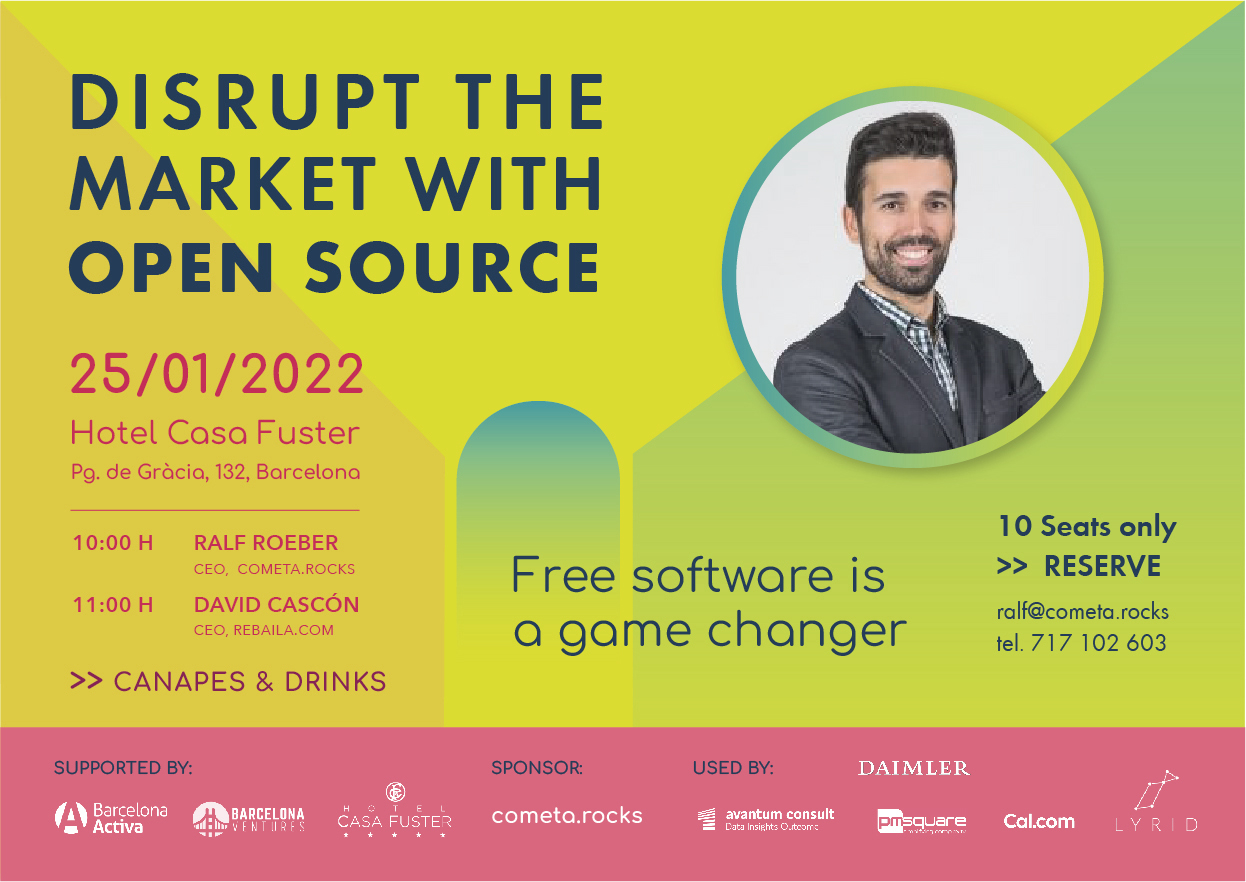 DISRUPT THE
MARKET WITH
OPEN SOURCE
25/01/2022
Hotel Casa Fuster
Pg. de Gràcia, 132, Barcelona
10:00 H RALF ROEBER
CEO, COMETA.ROCKS
11:00 H DAVID CASCÓN
CEO, REBAILA.COM
>> CANAPES & DRINKS
Free software is
a game changer
10 Seats only
>> RESERVE
ralf@cometa.rocks
tel. 717 102 603
SUPPORTED BY:
Barcelona
Activa
BARCELONA
VENTURES
HOTEL
CASA FUSTER
SPONSOR:
cometa.rocks
USED BY:
DAIMLER
avantum consult
Data Insights Outcome
pmsquare
Cal.com
LYRID